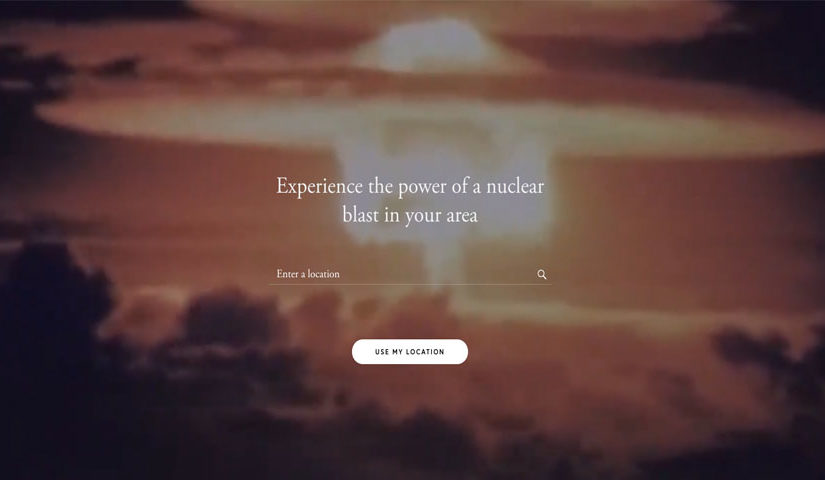 Experience the power of a nuclear
blast in your area
Enter a location
USE MY LOCATION